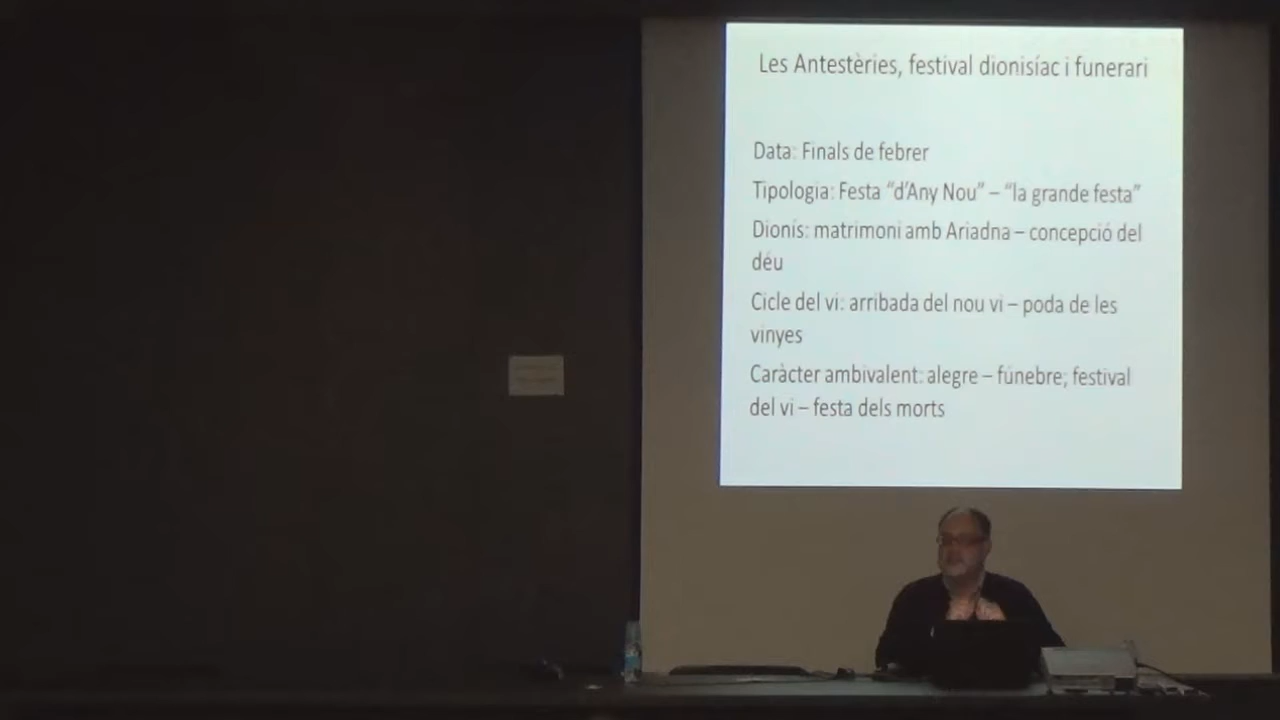 Les Antestèries, festival dionisíac i funerari
Data: Finals de febrer
Tipologia: Festa “d’Any Nou” – “la grande festa”
Dionís: matrimoni amb Ariadna – concepció del
déu
Cicle del vi: arribada del nou vi – poda de les
vinyes
Caràcter ambivalent: alegre – fúnebre; festival
del vi – festa dels morts